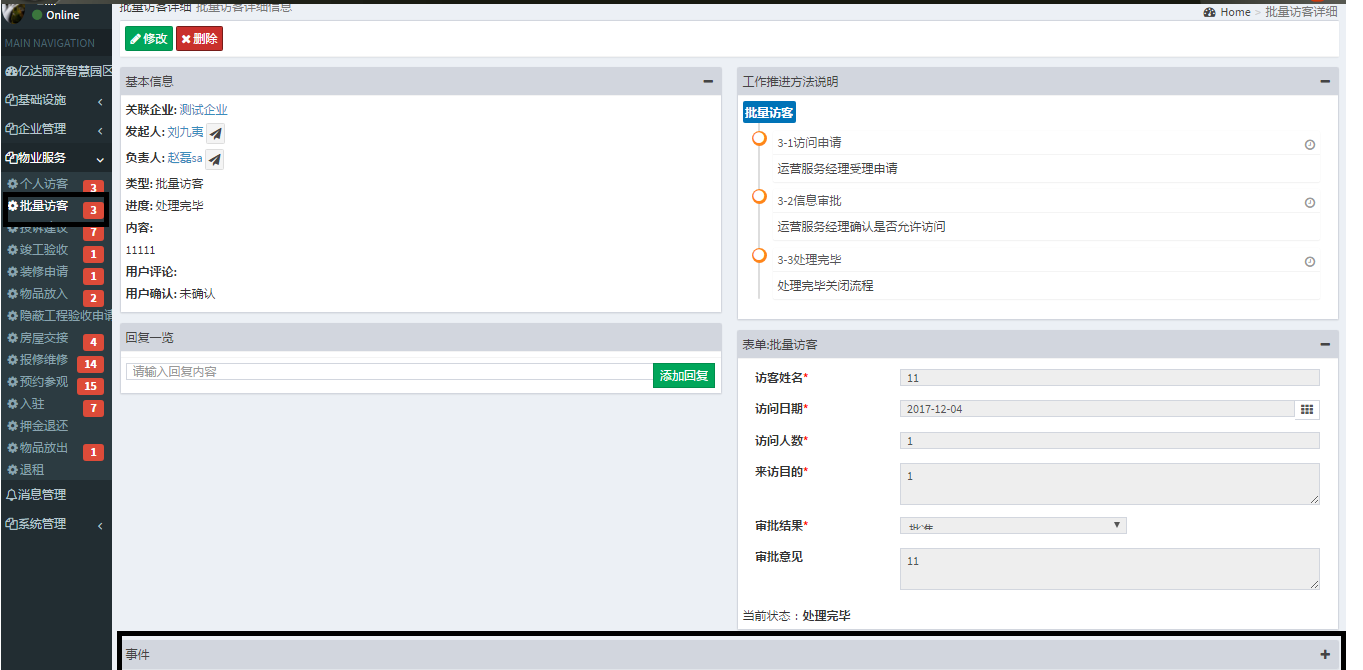 Online
MAIN NAVIGATION
亿达丽泽智慧园区
基础设施
企业管理
物业服务
个人访客 3
批量访客 3
投诉建议 7
竣工验收 1
装修申请 1
物品放入 2
隐蔽工程验收申请
房屋交接 4
报修维修 14
预约参观 15
入驻 7
押金退还
物品放出 1
退租
消息管理
系统管理
批量访客详细 批量访客详细信息
Home > 批量访客详细
修改 删除
基本信息
关联企业: 测试企业
发起人: 刘九夷
负责人: 赵磊sa
类型: 批量访客
进度: 处理完毕
内容:
11111
用户评论:
用户确认: 未确认
回复一览
请输入回复内容 添加回复
工作推进方法说明
批量访客
3-1访问申请
运营服务经理受理申请
3-2信息审批
运营服务经理确认是否允许访问
3-3处理完毕
处理完毕关闭流程
表单:批量访客
访客姓名* 11
访问日期* 2017-12-04
访问人数* 1
来访目的* 1
审批结果* 批准
审批意见 11
当前状态：处理完毕
事件